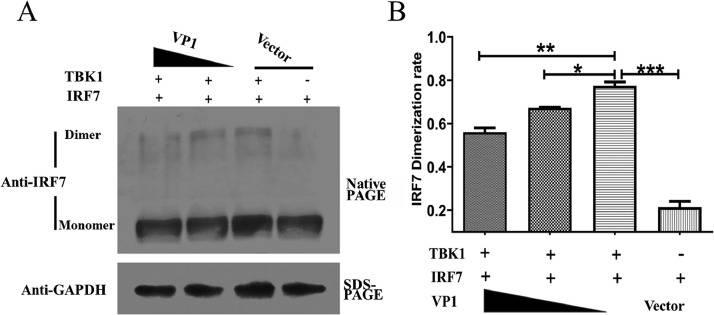 A
VP1 Vector
TBK1 + + + -
IRF7 + + + +
Dimer
Anti-IRF7
Monomer
Native
PAGE
Anti-GAPDH
SDS-
PAGE
B
IRF7 Dimerization rate
1.0
0.8
0.6
0.4
0.2
**
* ***
TBK1 + + + -
IRF7 + + + +
VP1 Vector